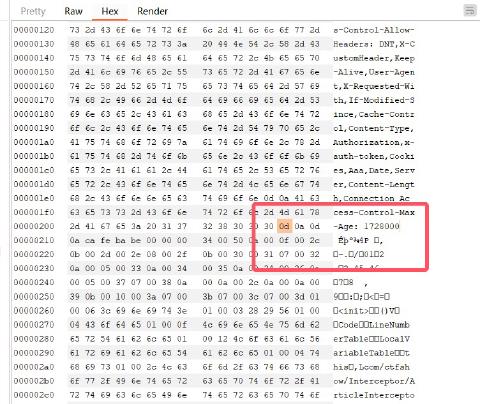 Pretty Raw Hex Render
00000120 73 2d 43 6f 6e 74 72 6f 6c 2d 41 6c 6c 6f 77 2d s-Control-Allow-
00000130 48 65 61 64 65 72 73 3a 20 44 4e 54 2c 58 2d 43 Headers: DNT,X-C
00000140 75 73 74 6f 6d 48 65 61 64 65 72 2c 4b 65 65 70 ustomHeader,Keep
00000150 2d 41 6c 69 76 65 2c 55 73 65 72 2d 41 67 65 6e -Alive,User-Agen
00000160 74 2c 58 2d 52 65 71 75 65 73 74 65 64 2d 57 69 t,X-Requested-Wi
00000170 74 68 2c 49 66 2d 4d 6f 64 69 66 69 65 64 2d 53 th,If-Modified-S
00000180 69 6e 63 65 2c 43 61 63 68 65 2d 43 6f 6e 74 72 ince,Cache-Contr
00000190 6f 6c 2c 43 6f 6e 74 65 6e 74 2d 54 79 70 65 2c ol,Content-Type,
000001a0 41 75 74 68 6f 72 69 7a 61 74 69 6f 6e 2c 78 2d Authorization,x-
000001b0 61 75 74 68 2d 74 6f 6b 65 6e 2c 43 6f 6f 6b 69 auth-token,Cooki
000001c0 65 73 2c 41 61 61 2c 44 61 74 65 2c 53 65 72 76 es,Aaa,Date,Serv
000001d0 65 72 2c 43 6f 6e 74 65 6e 74 2d 4c 65 6e 67 74 er,Content-Lengt
000001e0 68 2c 43 6f 6e 6e 65 63 74 69 6f 6e 0d 0a 41 63 h,Connection Ac
000001f0 63 65 73 73 2d 43 6f 6e 74 72 6f 6c 2d 4d 61 78 cess-Control-Max
00000200 2d 41 67 65 3a 20 31 37 32 38 30 30 30 0d 0a 0d -Age: 1728000
00000210 0a ca fe ba be 00 00 00 34 00 50 0a 00 0f 00 2c
00000220 0b 00 2d 00 2e 08 00 2f 0b 00 30 00 31 07 00 32
00000230 0a 00 05 00 33 0a 00 34 00 35 0a 00
00000240 00 05 00 37 07 00 38 0a 00 0a 00 2c 0a 00 0a 00
00000250 39 0b 00 10 00 3a 07 00 3b 07 00 3c 07 00 3d 01
00000260 00 06 3c 69 6e 69 74 3e 01 00 03 28 29 56 01 00 <init> ()V
00000270 04 43 6f 64 65 01 00 0f 4c 69 6e 65 4e 75 6d 62 Code LineNumb
00000280 65 72 54 61 62 6c 65 01 00 12 4c 6f 63 61 6c 56 erTable LocalV
00000290 61 72 69 61 62 6c 65 54 61 62 6c 65 01 00 04 74 ariableTable t
000002a0 68 69 73 01 00 2c 4c 63 6f 6d 2f 63 74 66 73 68 his ,Lcom/ctfsh
000002b0 6f 77 2f 49 6e 74 65 72 63 65 70 74 6f 72 2f 41 ow/Interceptor/A
000002c0 72 74 69 63 6c 65 49 6e 74 65 72 63 65 70 74 6f rticleIntercepto